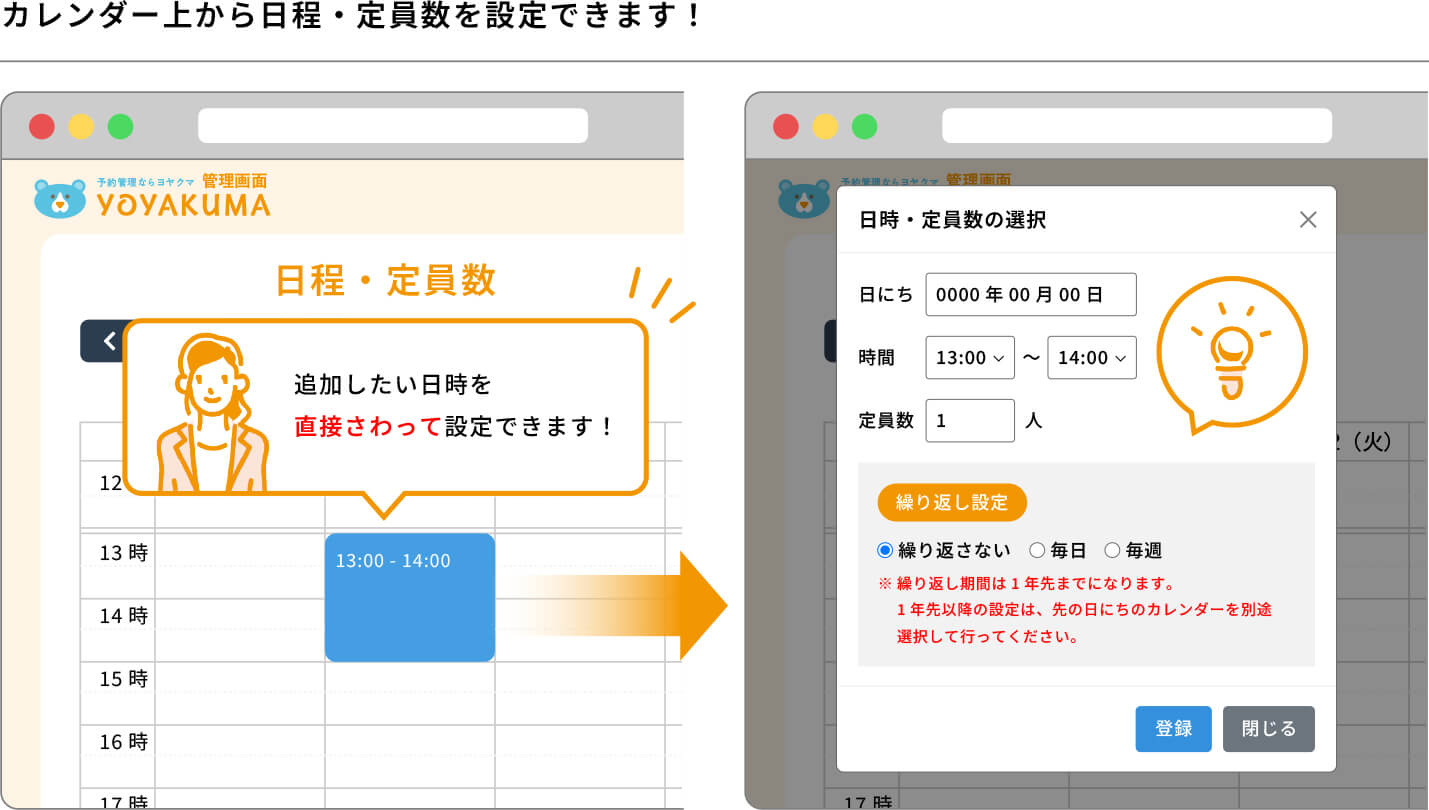 カレンダー上から日程・定員数を設定できます！
予約管理ならヨヤクマ 管理画面
YOYAKUMA
日程・定員数
追加したい日時を
直接さわって設定できます！
12
13 時
13:00 - 14:00
14 時
15 時
16 時
17 時
予約管理ならヨヤクマ 管理画面
日時・定員数の選択
日にち 0000 年 00 月 00 日
時間 13:00 ～ 14:00
定員数 1 人
2（火）
繰り返し設定
繰り返さない 毎日 毎週
※ 繰り返し期間は 1 年先までになります。
1 年先以降の設定は、先の日にちのカレンダーを別途
選択して行ってください。
登録 閉じる
17 時